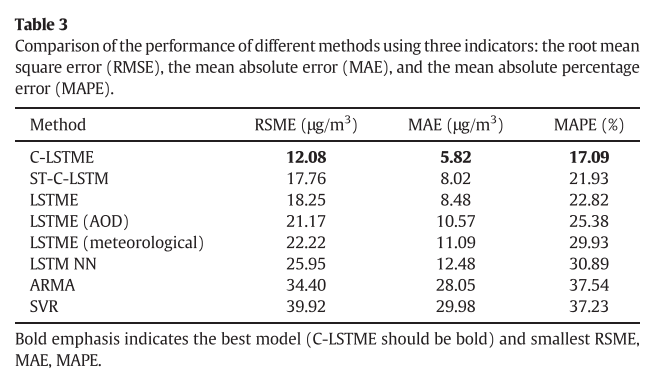 Table 3
Comparison of the performance of different methods using three indicators: the root mean
square error (RMSE), the mean absolute error (MAE), and the mean absolute percentage
error (MAPE).
Method RSME (μg/m³) MAE (μg/m³) MAPE (%)
C-LSTME 12.08 5.82 17.09
ST-C-LSTM 17.76 8.02 21.93
LSTME 18.25 8.48 22.82
LSTME (AOD) 21.17 10.57 25.38
LSTME (meteorological) 22.22 11.09 29.93
LSTM NN 25.95 12.48 30.89
ARMA 34.40 28.05 37.54
SVR 39.92 29.98 37.23
Bold emphasis indicates the best model (C-LSTME should be bold) and smallest RSME,
MAE, MAPE.